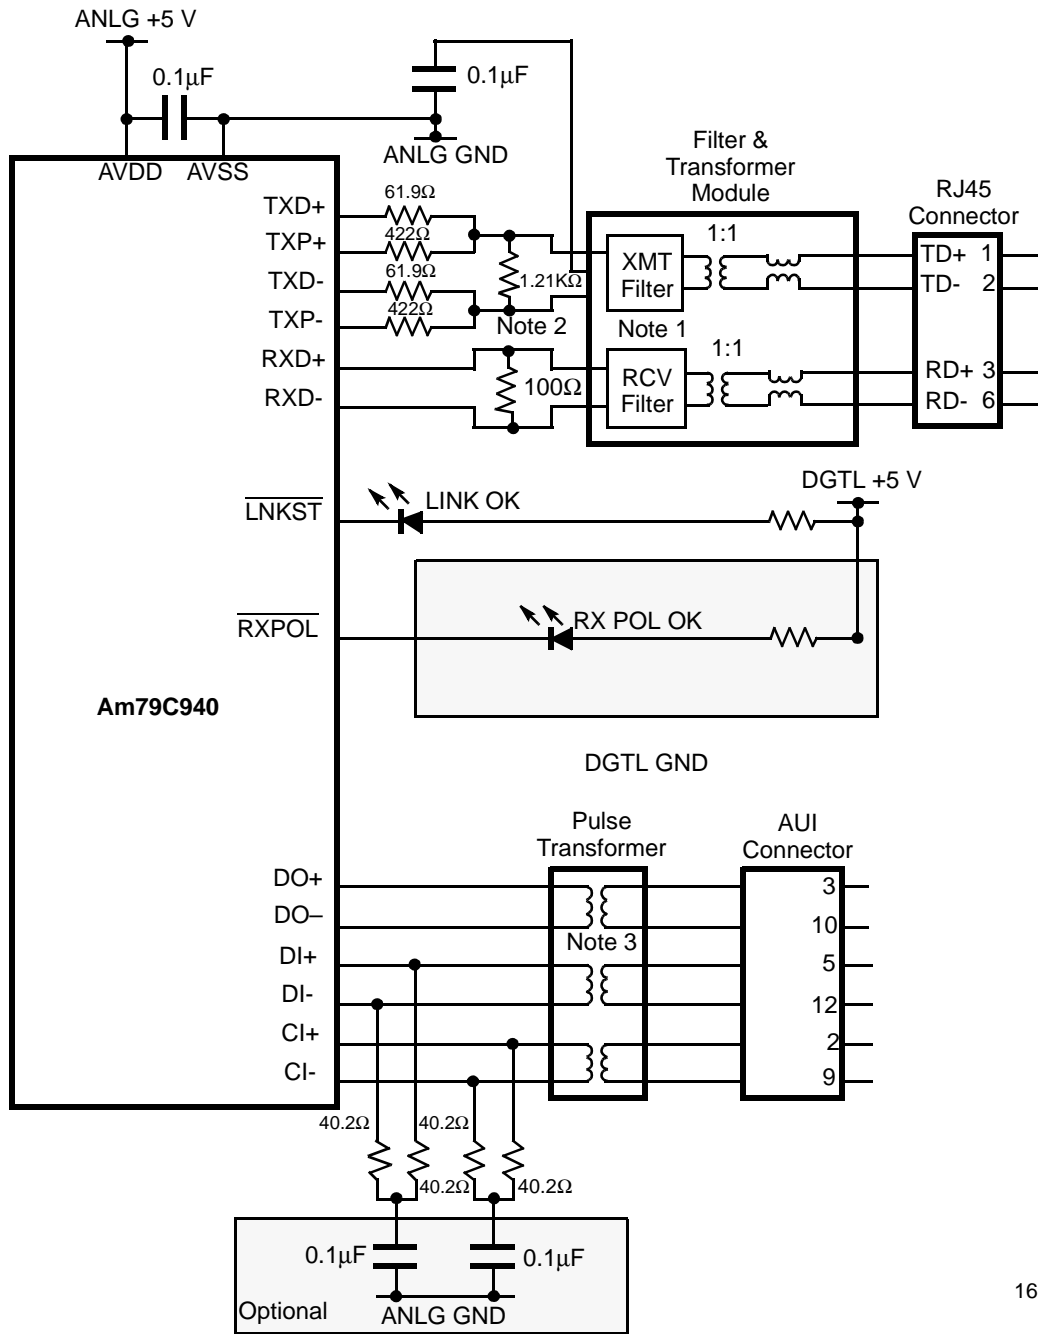 ANLG +5 V
0.1µF
0.1µF
ANLG GND
AVDD AVSS
Filter &
Transformer
Module
RJ45
Connector
TXD+
61.9Ω
TXP+
422Ω
TXD-
61.9Ω
TXP-
422Ω
1.21KΩ
Note 2
XMT
Filter
1:1
TD+ 1
TD- 2
Note 1
RXD+
RXD-
100Ω
RCV
Filter
1:1
RD+ 3
RD- 6
LNKST
LINK OK
DGTL +5 V
RXPOL
RX POL OK
Am79C940
DGTL GND
Pulse
Transformer
AUI
Connector
DO+
DO–
DI+
DI-
CI+
CI-
Note 3
3
10
5
12
2
9
40.2Ω
40.2Ω
40.2Ω
40.2Ω
0.1µF
0.1µF
Optional
ANLG GND
16